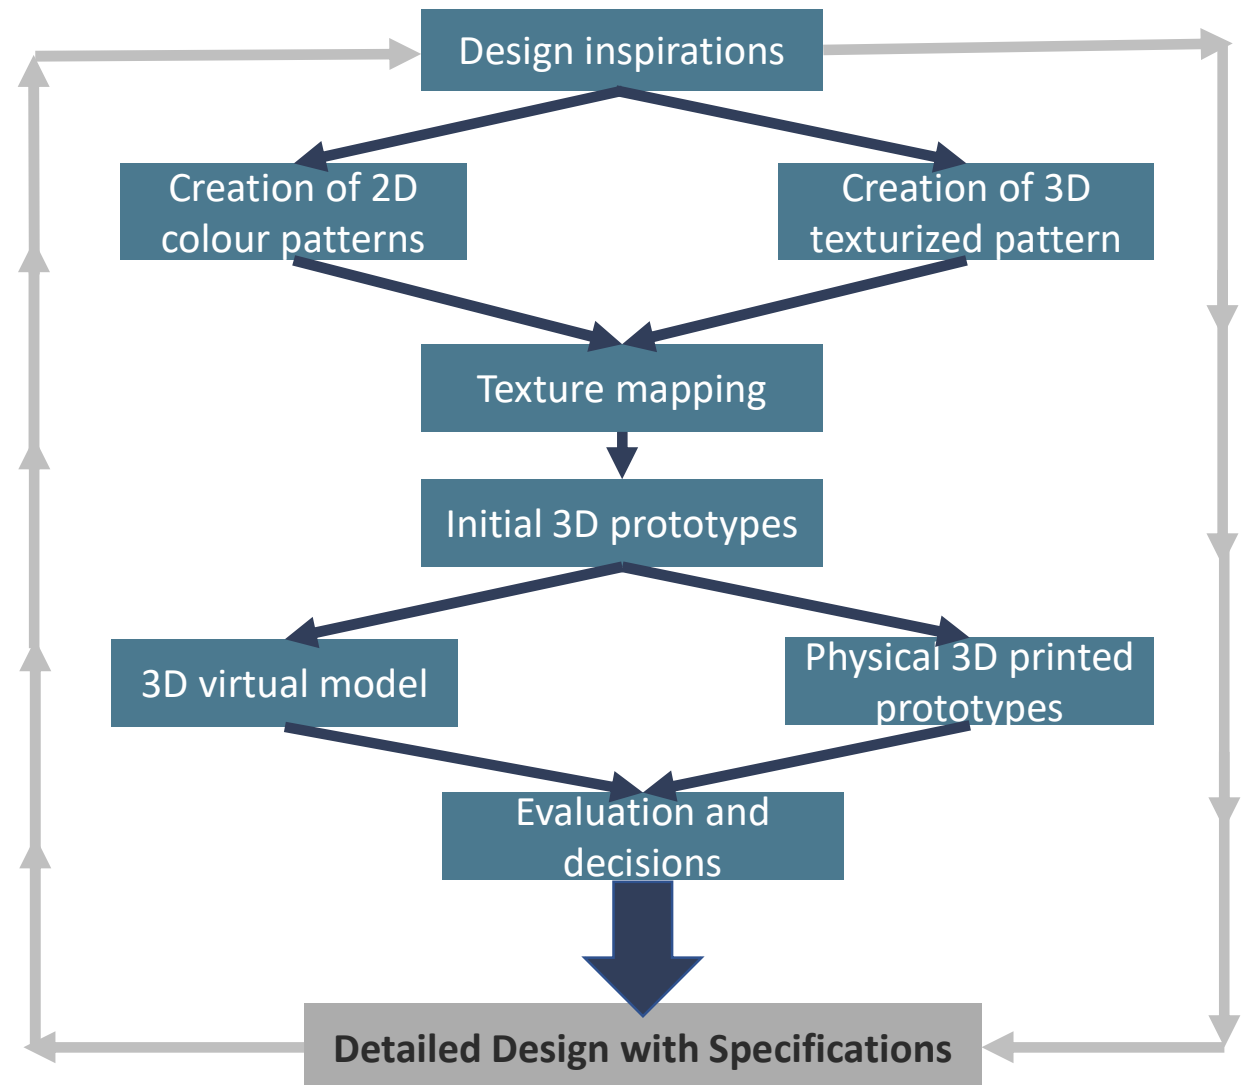 Design inspirations
Creation of 2D
colour patterns
Creation of 3D
texturized pattern
Texture mapping
Initial 3D prototypes
3D virtual model
Physical 3D printed
prototypes
Evaluation and
decisions
Detailed Design with Specifications